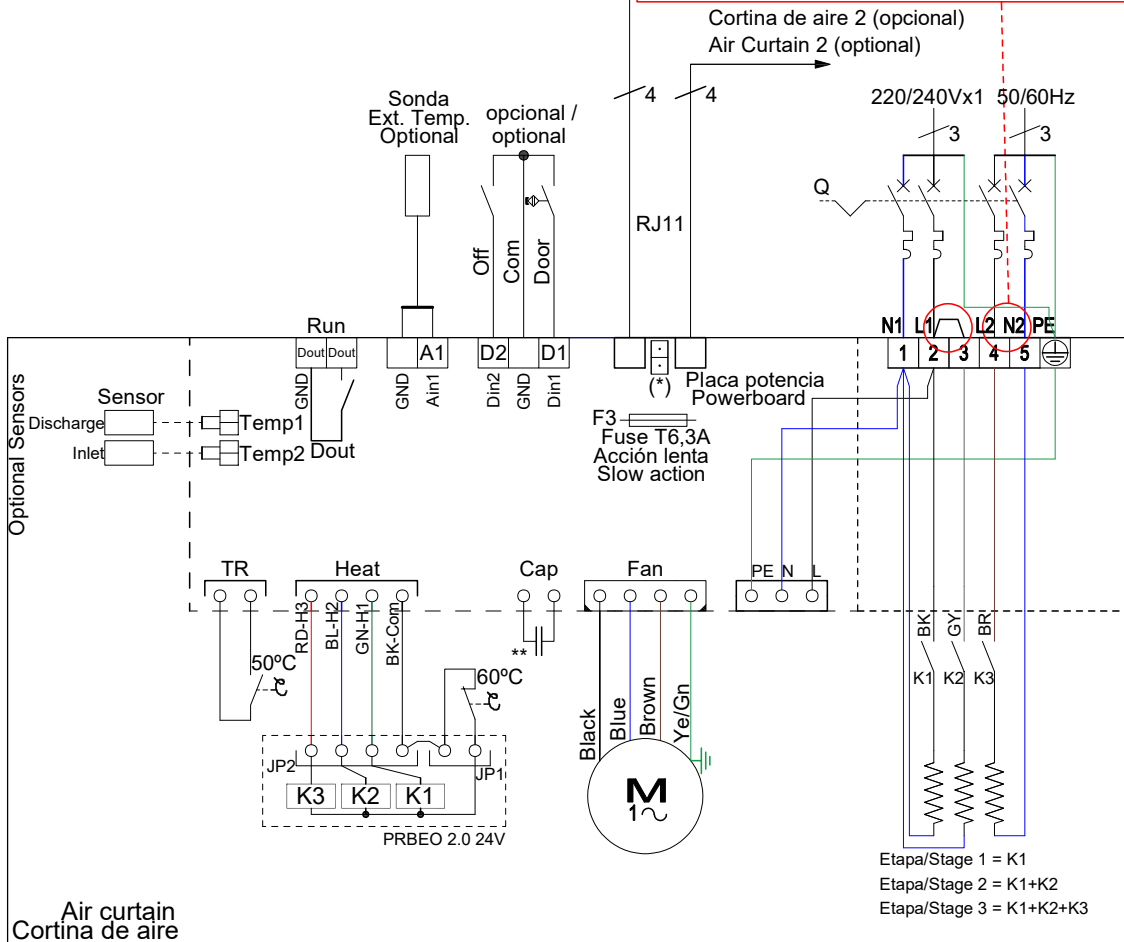 Cortina de aire 2 (opcional)
Air Curtain 2 (optional)
4
4
220/240Vx1
50/60Hz
3
3
Sonda
Ext. Temp.
Optional
opcional /
optional
Q
RJ11
Off
Com
Door
N1
L1
L2
N2
PE
Run
Dout
Dout
A1
D2
D1
1
2
3
4
5
GND
GND
Ain1
Din2
GND
Din1
(*)
Placa potencia
Powerboard
Optional Sensors
Sensor
Discharge
Temp1
Inlet
Temp2
Dout
F3
Fuse T6,3A
Acción lenta
Slow action
TR
Heat
Cap
Fan
PE
N
L
RD-H3
BL-H2
GN-H1
BK-Com
**
50ºC
60ºC
Black
Blue
Brown
Ye/Gn
BK
GY
BR
K1
K2
K3
JP2
JP1
K3
K2
K1
PRBEO 2.0 24V
M
1~
Etapa/Stage 1 = K1
Etapa/Stage 2 = K1+K2
Etapa/Stage 3 = K1+K2+K3
Air curtain
Cortina de aire